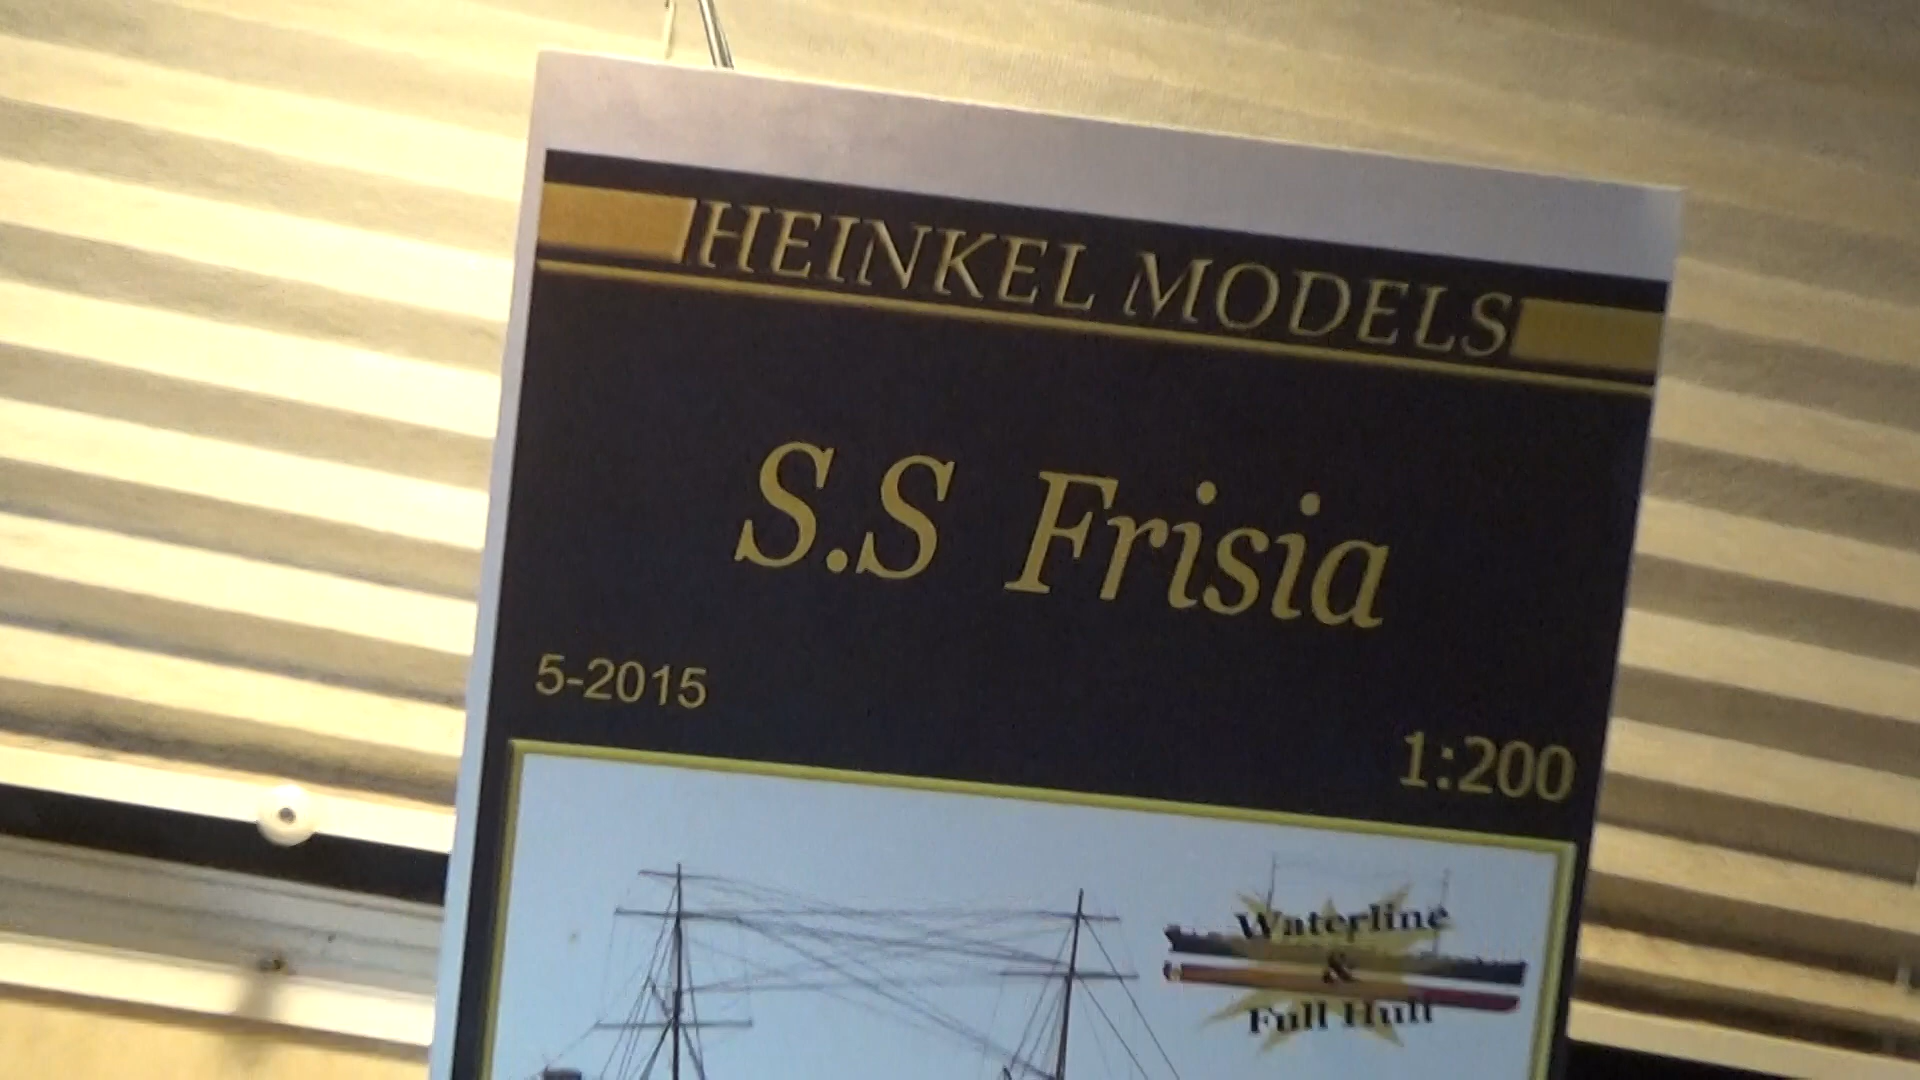 HEINKEL MODELS
S.S Frisia
5-2015
1:200
Waterline
&
Full Hull